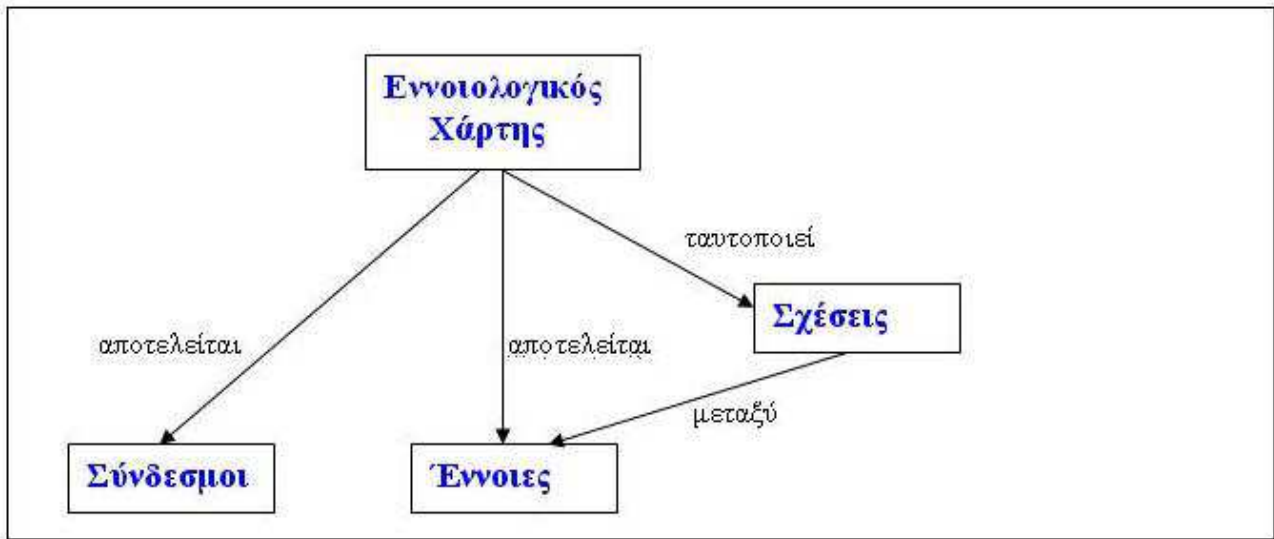 Εννοιολογικός
Χάρτης
ταυτοποιεί
Σχέσεις
αποτελείται
αποτελείται
μεταξύ
Σύνδεσμοι
Έννοιες